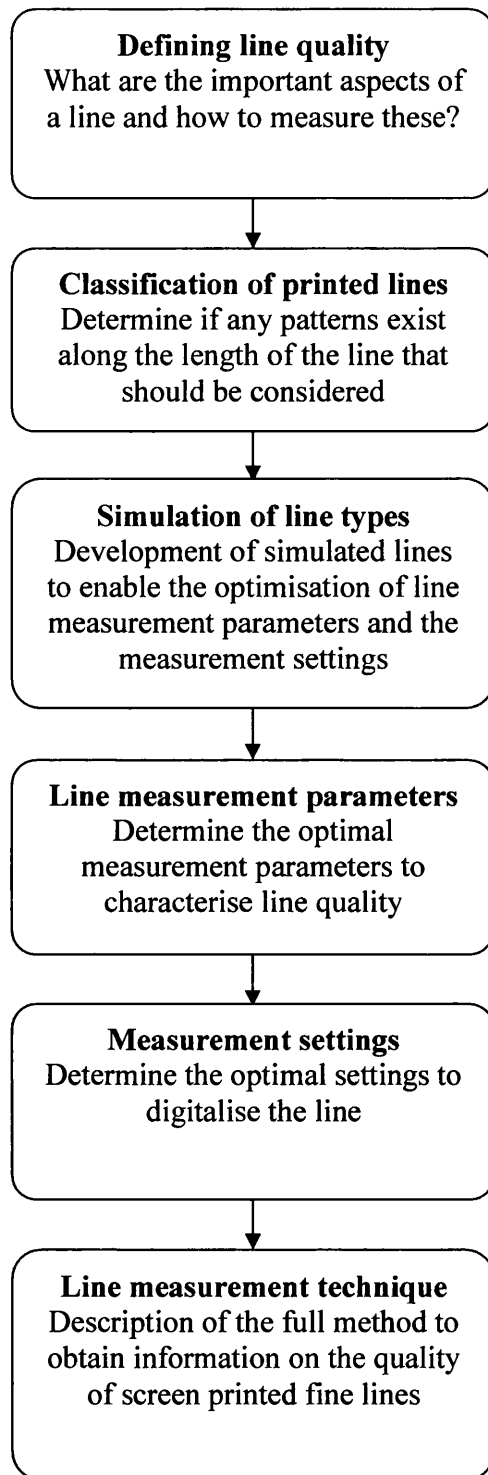 Defining line quality
What are the important aspects of
a line and how to measure these?
Classification of printed lines
Determine if any patterns exist
along the length of the line that
should be considered
Simulation of line types
Development of simulated lines
to enable the optimisation of line
measurement parameters and the
measurement settings
Line measurement parameters
Determine the optimal
measurement parameters to
characterise line quality
Measurement settings
Determine the optimal settings to
digitalise the line
Line measurement technique
Description of the full method to
obtain information on the quality
of screen printed fine lines